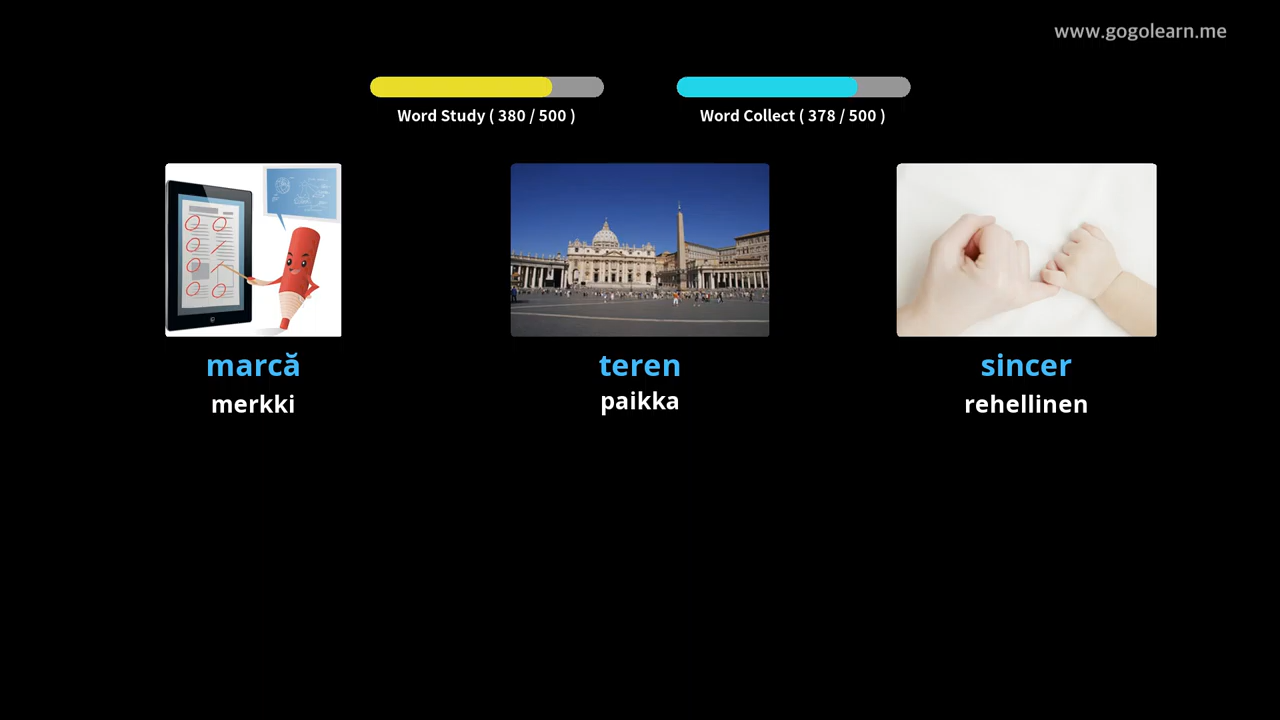 www.gogolearn.me
Word Study ( 380 / 500 )
Word Collect ( 378 / 500 )
marcă
teren
sincer
merkki
paikka
rehellinen